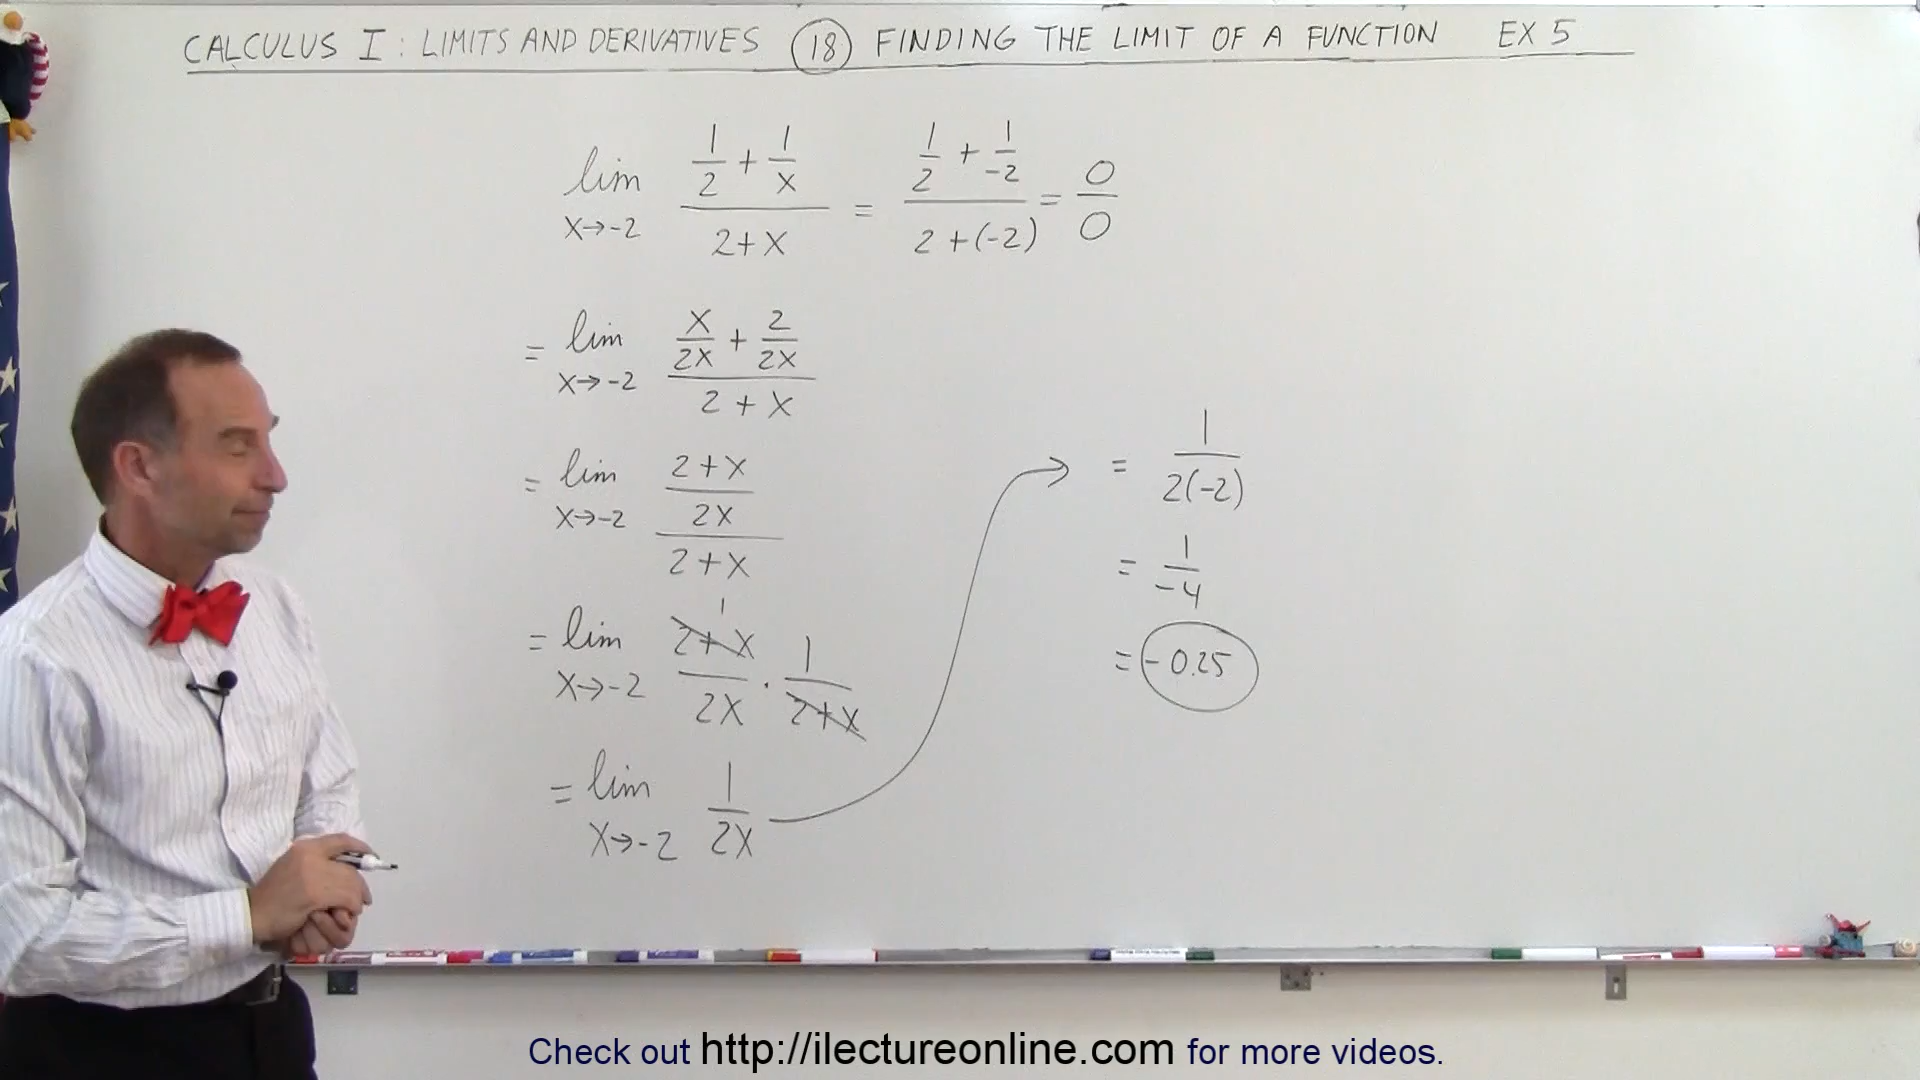 CALCULUS I: LIMITS AND DERIVATIVES (18) FINDING THE LIMIT OF A FUNCTION EX 5
lim x→-2 (1/2 + 1/x)/(2+x) = (1/2 + 1/-2)/(2+(-2)) = 0/0
= lim x→-2 (x/2x + 2/2x)/(2+x)
= lim x→-2 ((2+x)/2x)/(2+x)
= lim x→-2 (2+x)/2x · 1/(2+x) 1
= lim x→-2 1/2x
= 1/2(-2)
= 1/-4
= -0.25
Check out http://ilectureonline.com for more videos.